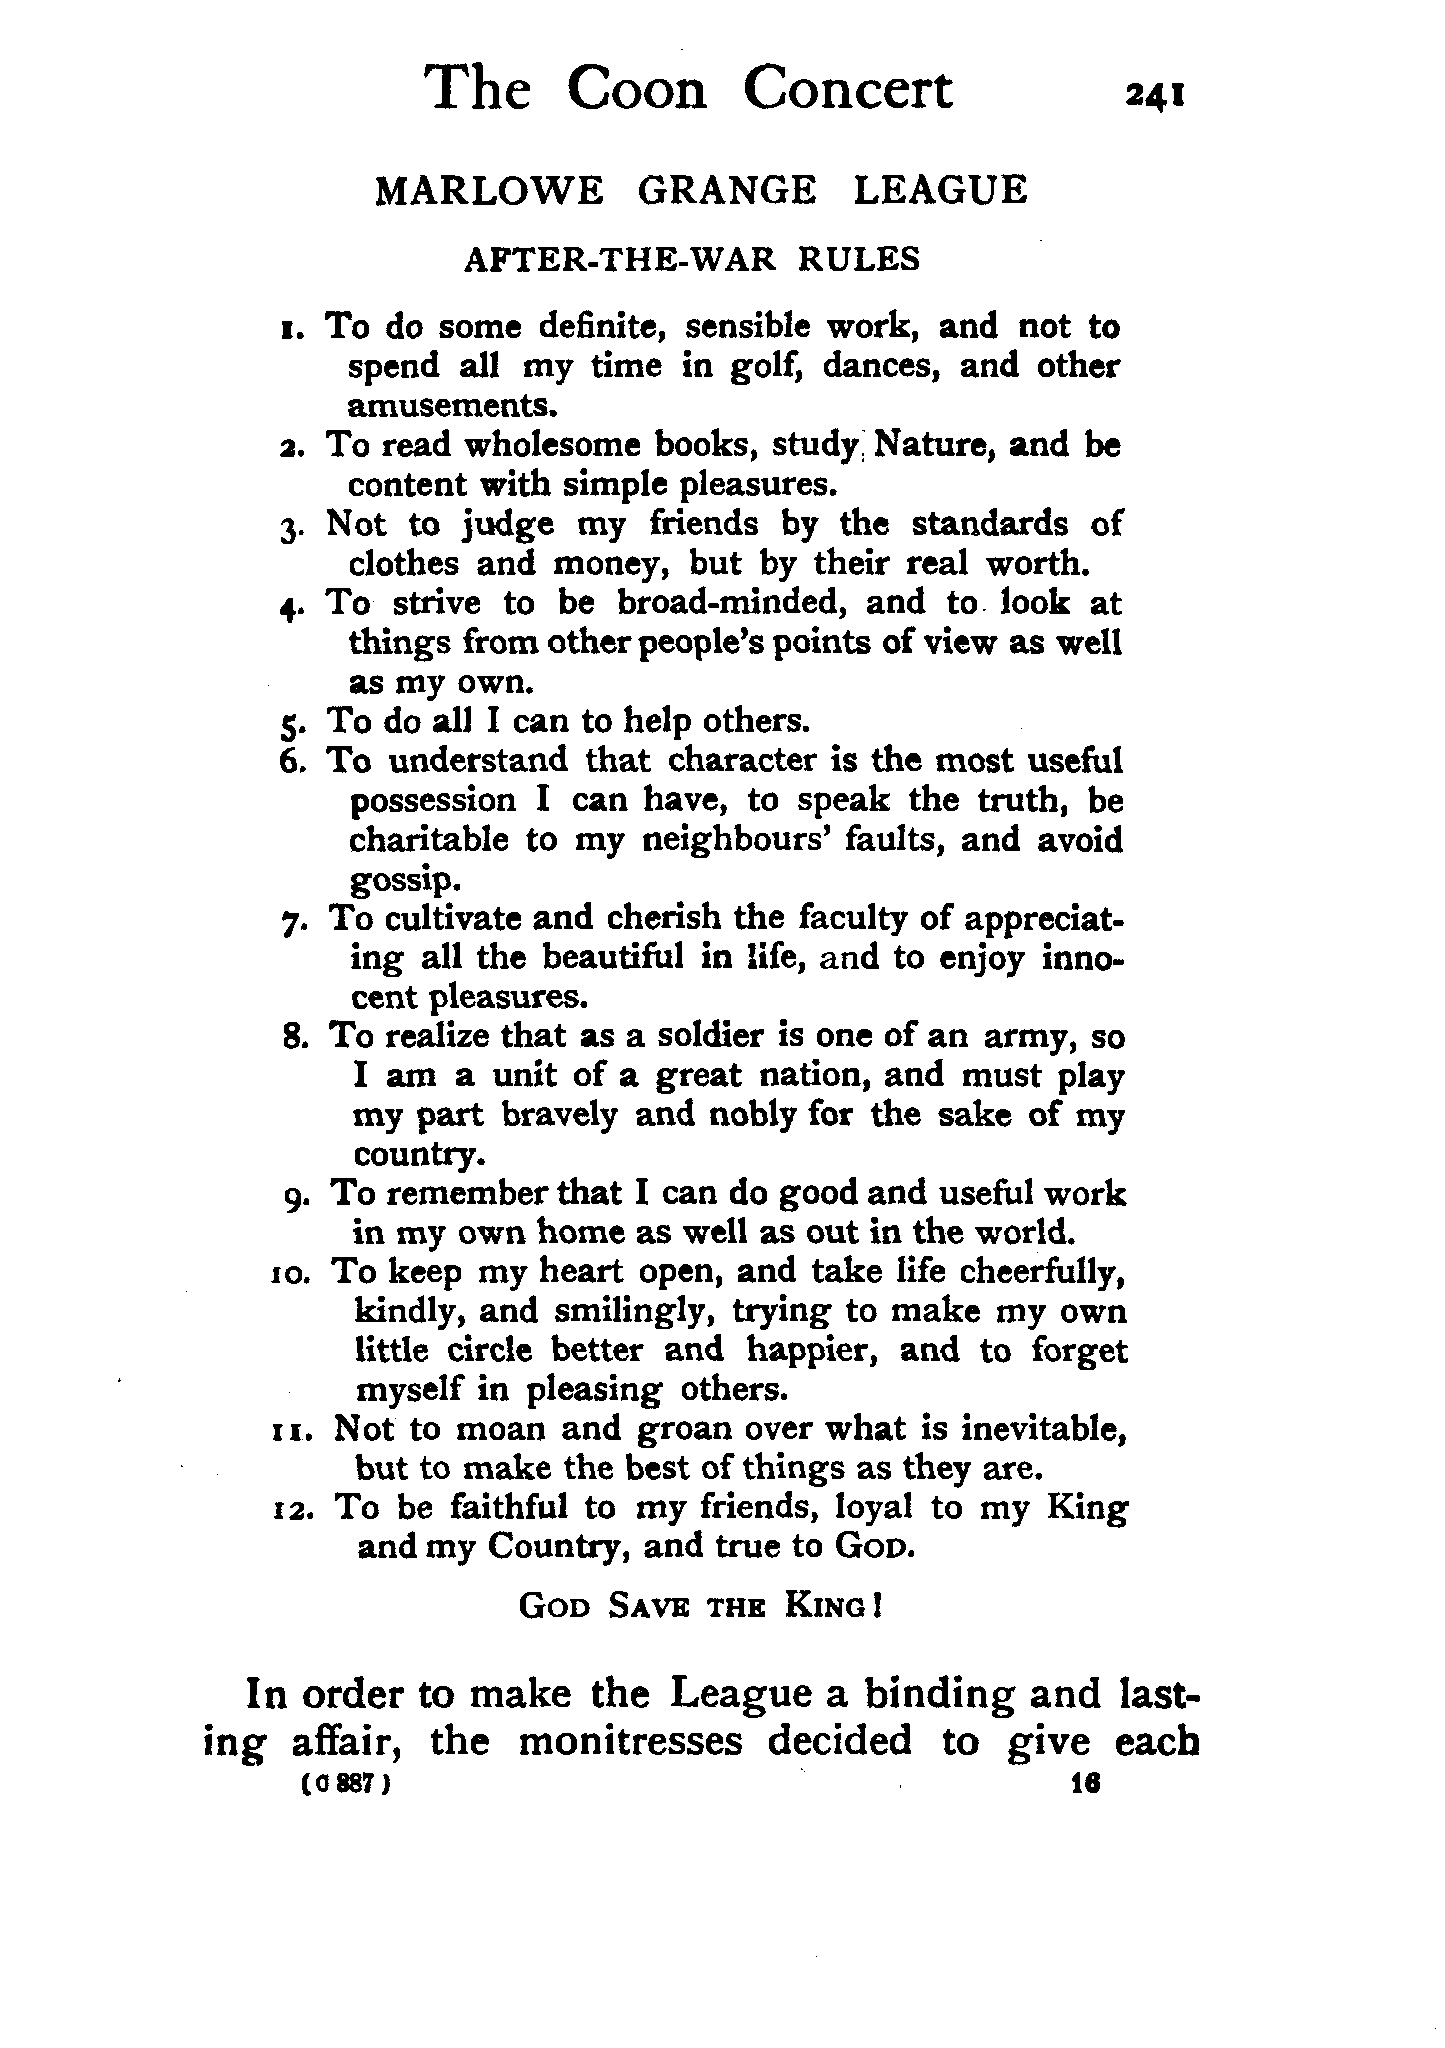 The Coon Concert 241
MARLOWE GRANGE LEAGUE
AFTER-THE-WAR RULES
1. To do some definite, sensible work, and not to
spend all my time in golf, dances, and other
amusements.
2. To read wholesome books, study Nature, and be
content with simple pleasures.
3. Not to judge my friends by the standards of
clothes and money, but by their real worth.
4. To strive to be broad-minded, and to look at
things from other people's points of view as well
as my own.
5. To do all I can to help others.
6. To understand that character is the most useful
possession I can have, to speak the truth, be
charitable to my neighbours' faults, and avoid
gossip.
7. To cultivate and cherish the faculty of appreciat-
ing all the beautiful in life, and to enjoy inno-
cent pleasures.
8. To realize that as a soldier is one of an army, so
I am a unit of a great nation, and must play
my part bravely and nobly for the sake of my
country.
9. To remember that I can do good and useful work
in my own home as well as out in the world.
10. To keep my heart open, and take life cheerfully,
kindly, and smilingly, trying to make my own
little circle better and happier, and to forget
myself in pleasing others.
11. Not to moan and groan over what is inevitable,
but to make the best of things as they are.
12. To be faithful to my friends, loyal to my King
and my Country, and true to GOD.
GOD SAVE THE KING!
In order to make the League a binding and last-
ing affair, the monitresses decided to give each
(C 887) 16